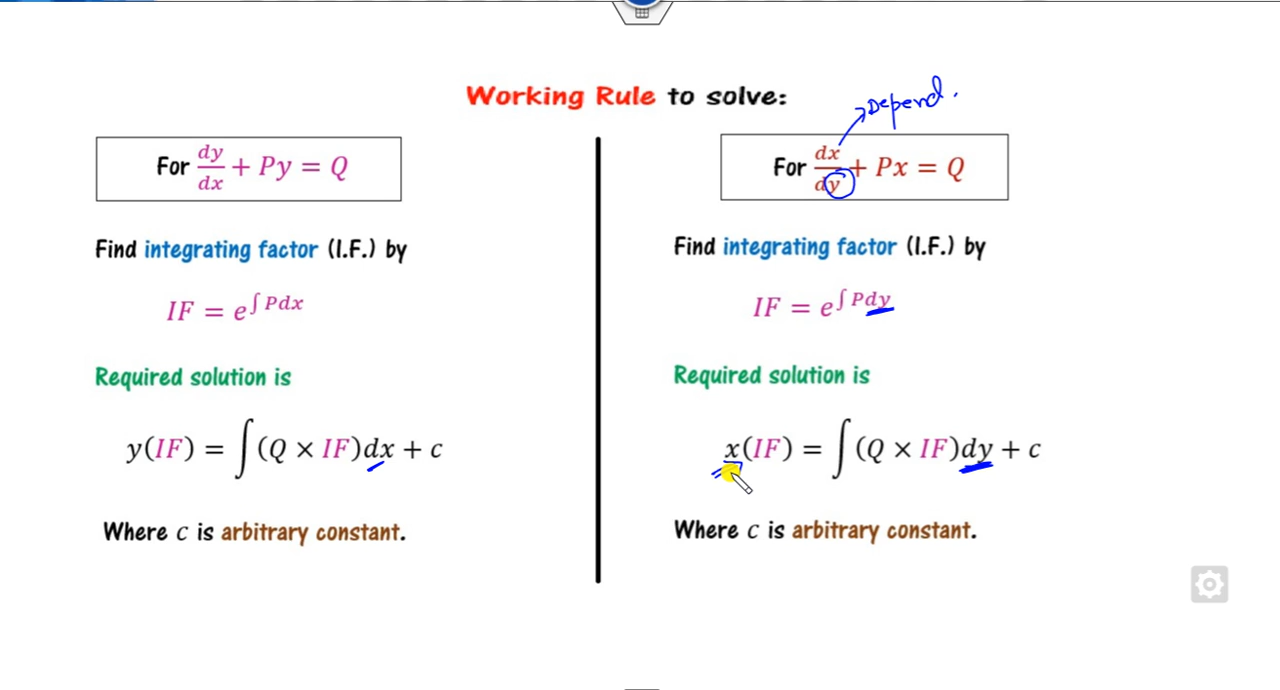 Working Rule to solve:
Depend.
For dy/dx + Py = Q
Find integrating factor (I.F.) by
IF = e^∫ Pdx
Required solution is
y(IF) = ∫(Q × IF)dx + c
Where c is arbitrary constant.
For dx/dy + Px = Q
Find integrating factor (I.F.) by
IF = e^∫ Pdy
Required solution is
x(IF) = ∫(Q × IF)dy + c
Where c is arbitrary constant.